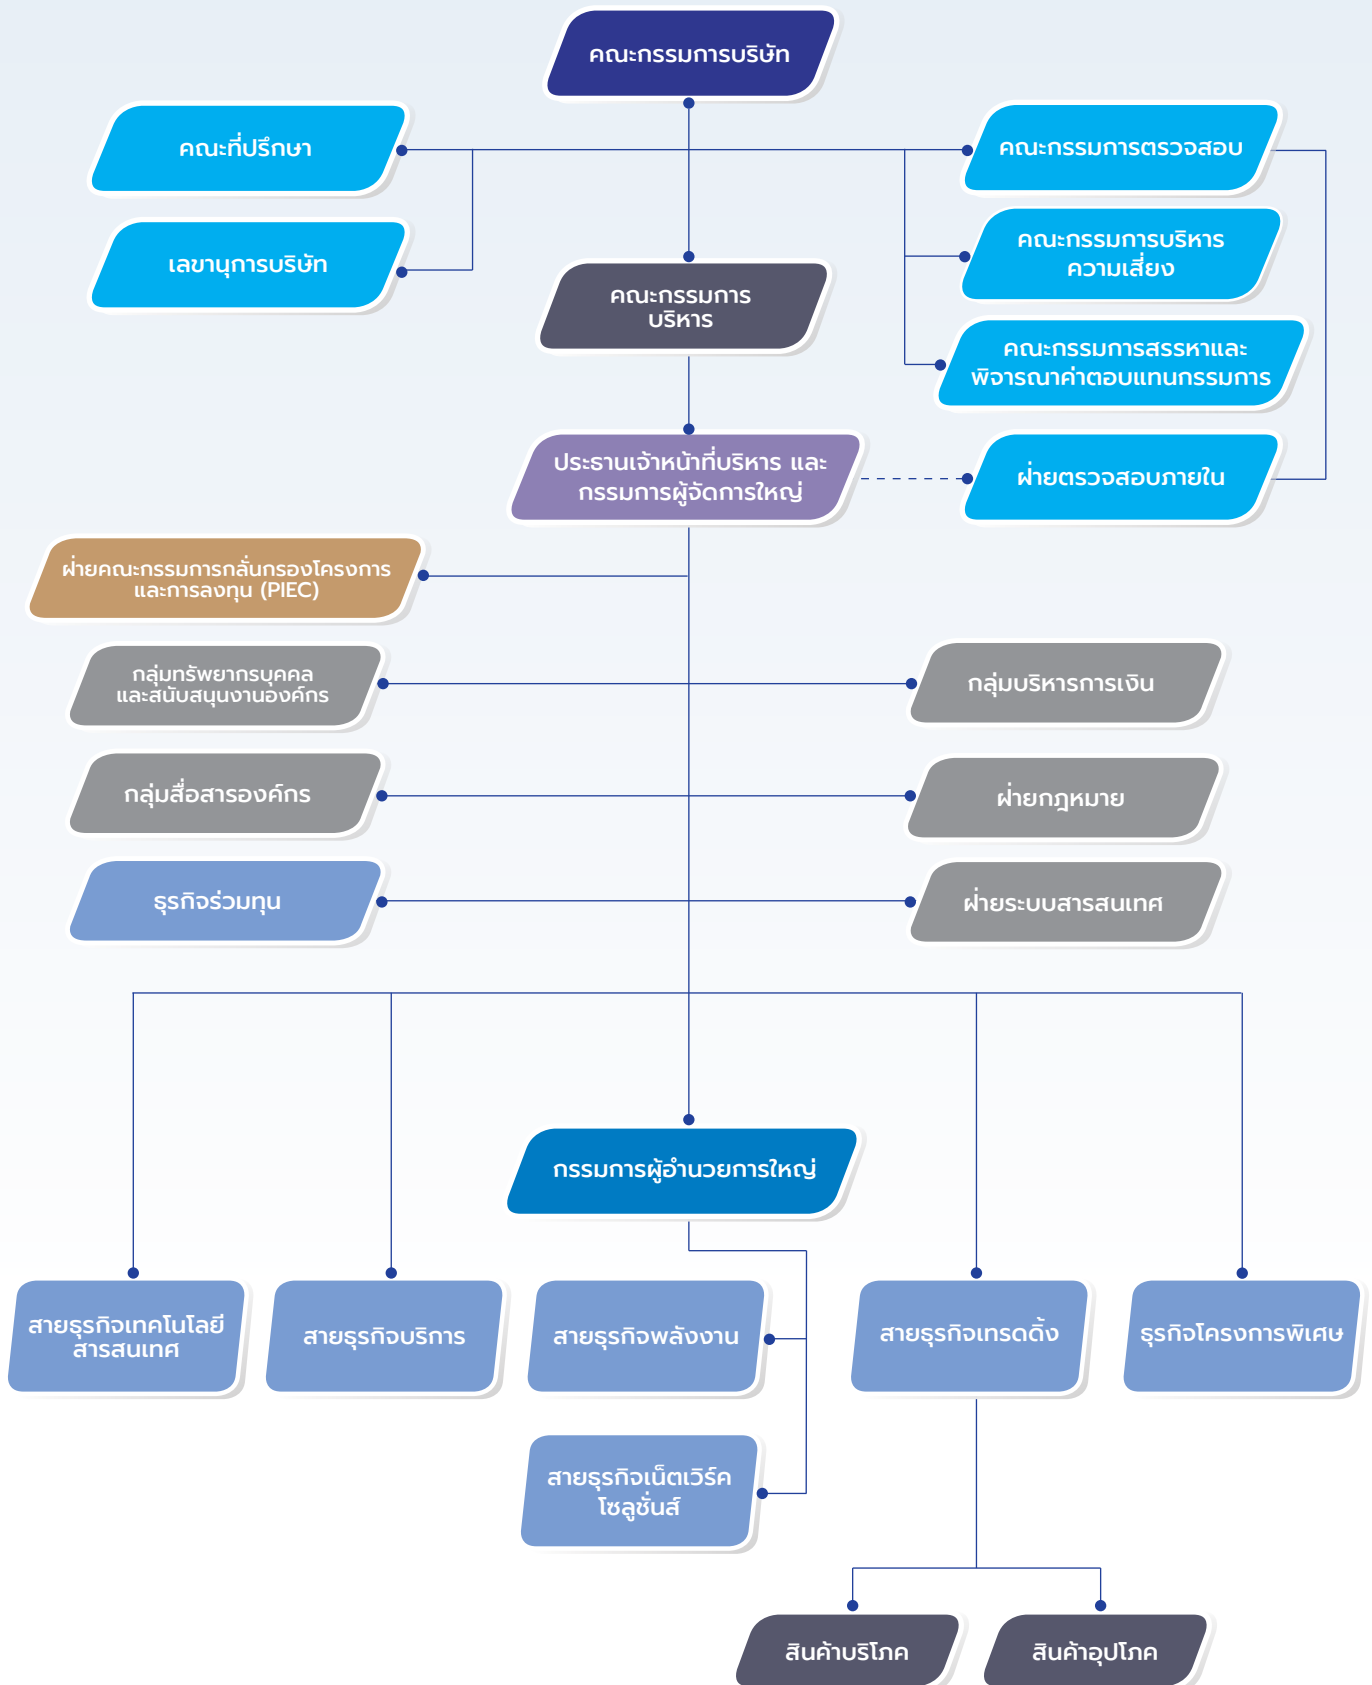 คณะกรรมการบริษัท
คณะที่ปรึกษา
คณะกรรมการตรวจสอบ
เลขานุการบริษัท
คณะกรรมการบริหาร
ความเสี่ยง
คณะกรรมการ
บริหาร
คณะกรรมการสรรหาและ
พิจารณาค่าตอบแทนกรรมการ
ประธานเจ้าหน้าที่บริหาร และ
กรรมการผู้จัดการใหญ่
ฝ่ายตรวจสอบภายใน
ฝ่ายคณะกรรมการกลั่นกรองโครงการ
และการลงทุน (PIEC)
กลุ่มทรัพยากรบุคคล
และสนับสนุนงานองค์กร
กลุ่มบริหารการเงิน
กลุ่มสื่อสารองค์กร
ฝ่ายกฎหมาย
ธุรกิจร่วมทุน
ฝ่ายระบบสารสนเทศ
กรรมการผู้อำนวยการใหญ่
สายธุรกิจเทคโนโลยี
สารสนเทศ
สายธุรกิจบริการ
สายธุรกิจพลังงาน
สายธุรกิจเทรดดิ้ง
ธุรกิจโครงการพิเศษ
สายธุรกิจเน็ตเวิร์ค
โซลูชั่นส์
สินค้าบริโภค
สินค้าอุปโภค